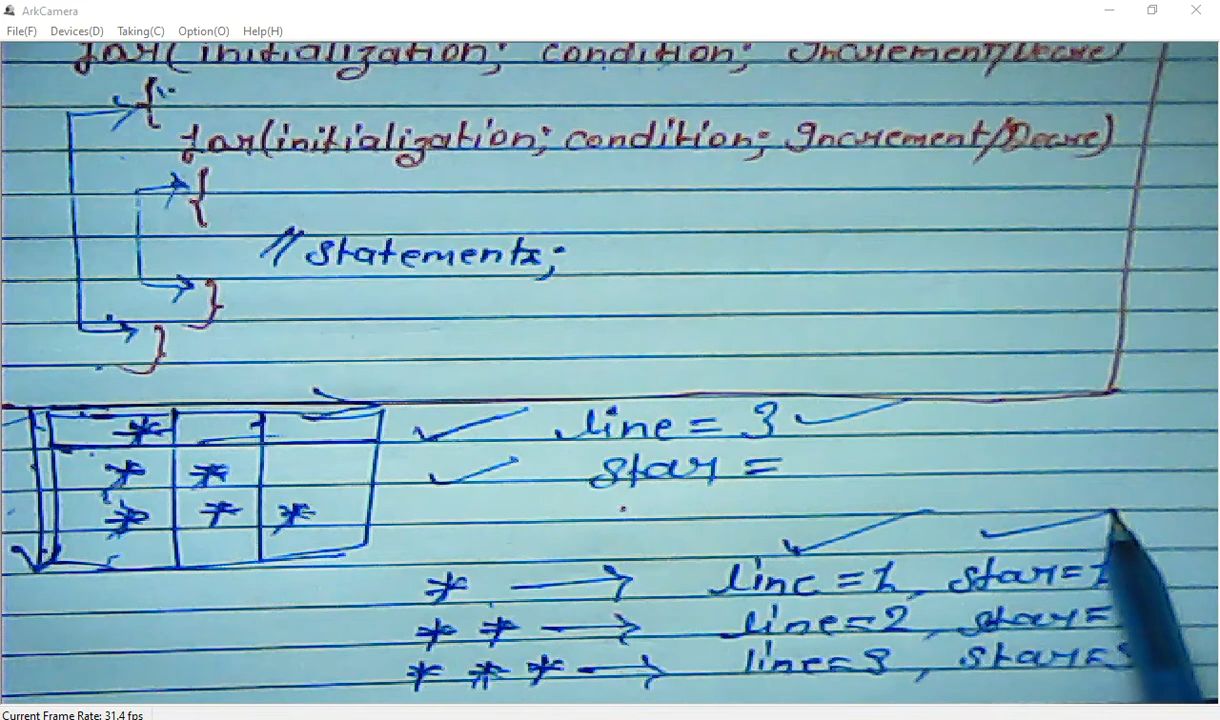 ArkCamera
File(F) Devices(D) Taking(C) Option(O) Help(H)
for(initialization; condition; Increment/Decre
{
for(initialization; condition; Increment/Decre)
{
// Statements;
}
}
*
* *
* * *
line = 3
star =
* → line=1, star=1
* * → line=2, star=
* * * → line=3, star=3
Current Frame Rate: 31.4 fps